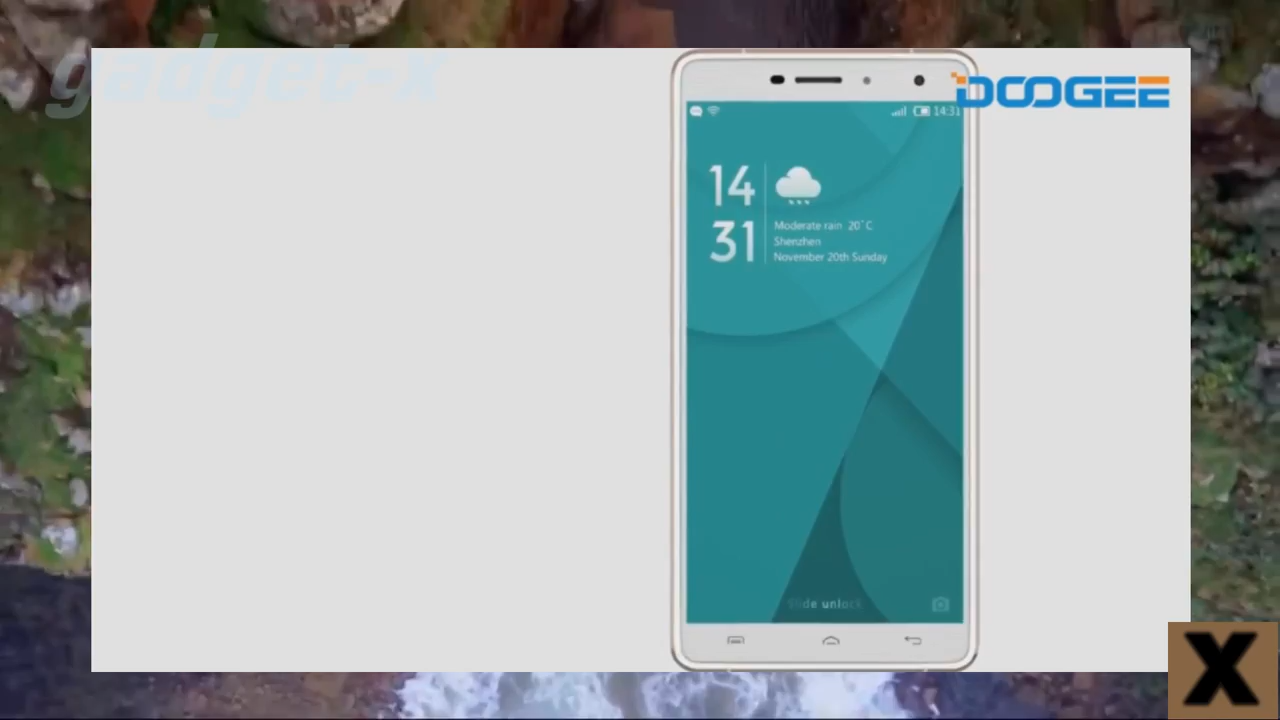 gadget-x
DOOGEE
14:31
14
31
Moderate rain 20°C
Shenzhen
November 20th Sunday
Slide unlock
X